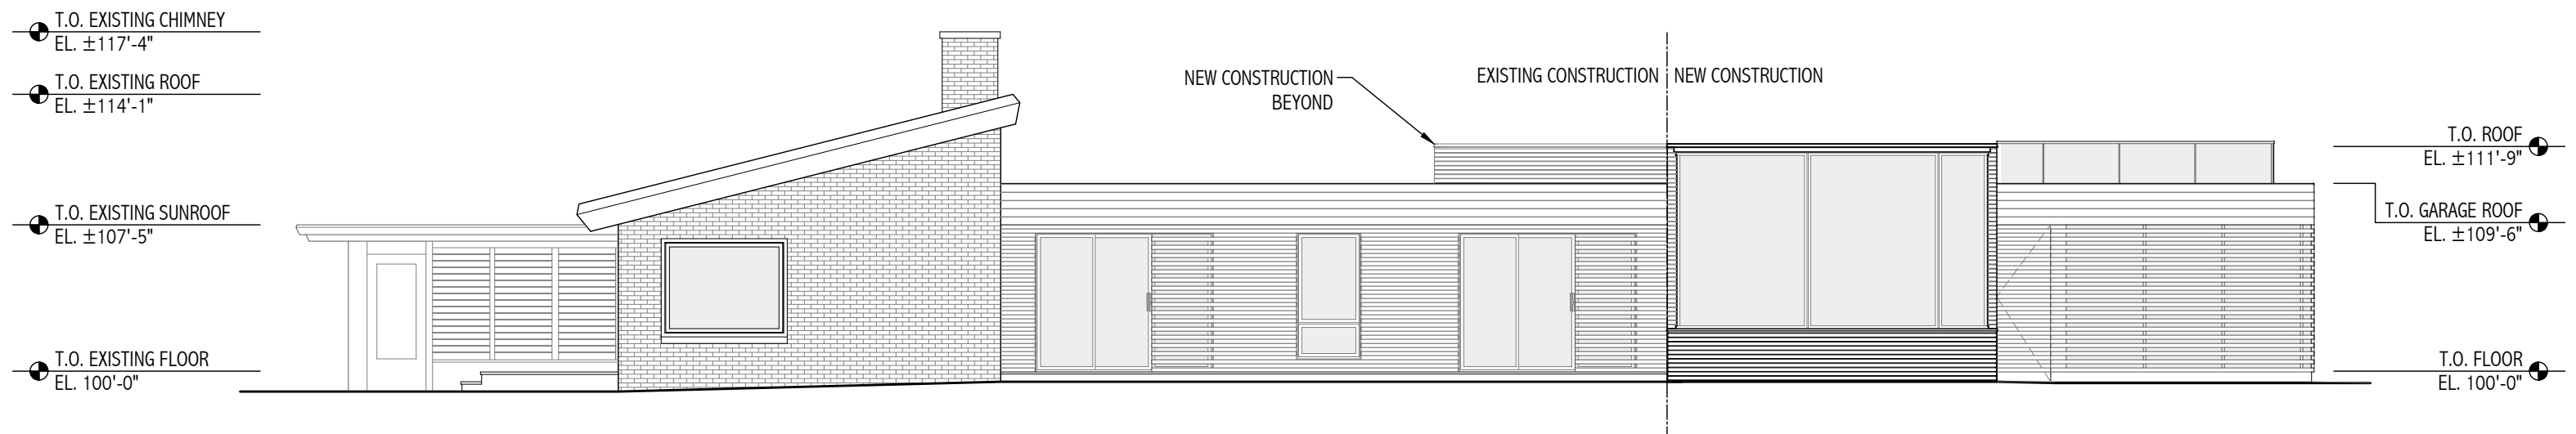 T.O. EXISTING CHIMNEY
EL. ±117'-4"
T.O. EXISTING ROOF
EL. ±114'-1"
T.O. EXISTING SUNROOF
EL. ±107'-5"
T.O. EXISTING FLOOR
EL. 100'-0"
NEW CONSTRUCTION
BEYOND
EXISTING CONSTRUCTION
NEW CONSTRUCTION
T.O. ROOF
EL. ±111'-9"
T.O. GARAGE ROOF
EL. ±109'-6"
T.O. FLOOR
EL. 100'-0"